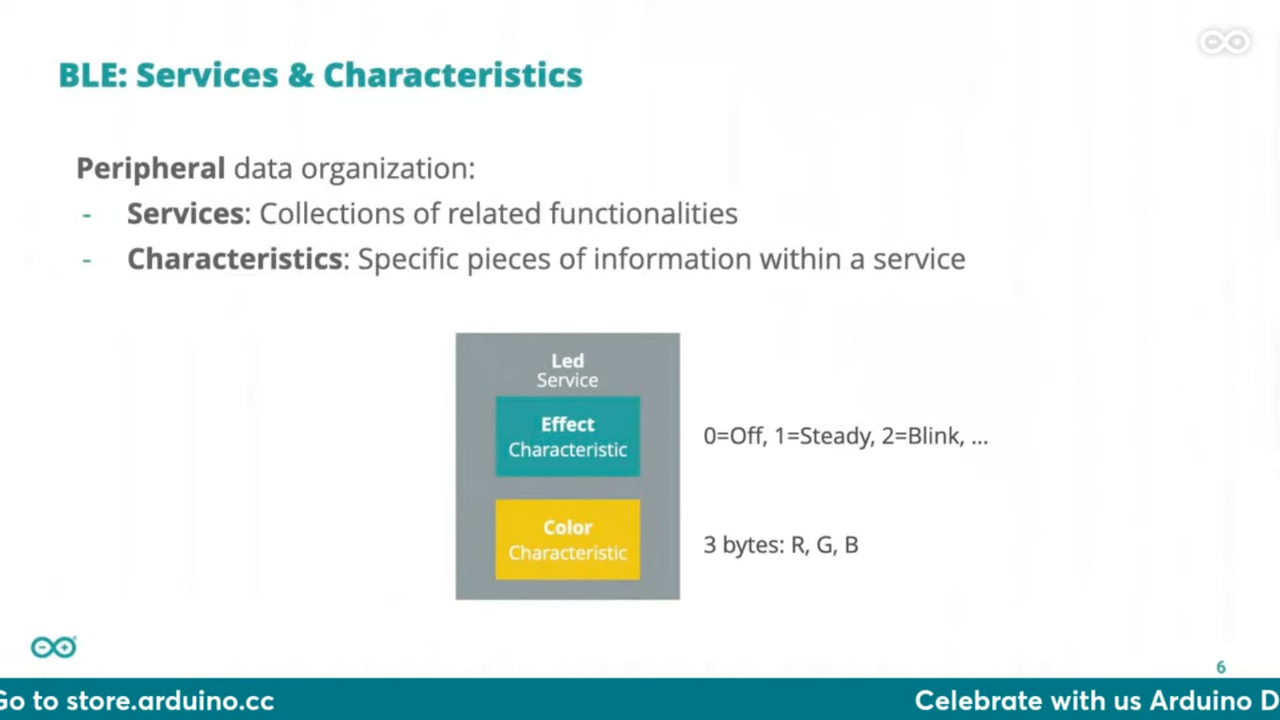 BLE: Services & Characteristics
Peripheral data organization:
- Services: Collections of related functionalities
- Characteristics: Specific pieces of information within a service
Led
Service
Effect
Characteristic
0=Off, 1=Steady, 2=Blink, ...
Color
Characteristic
3 bytes: R, G, B
6
Go to store.arduino.cc
Celebrate with us Arduino D